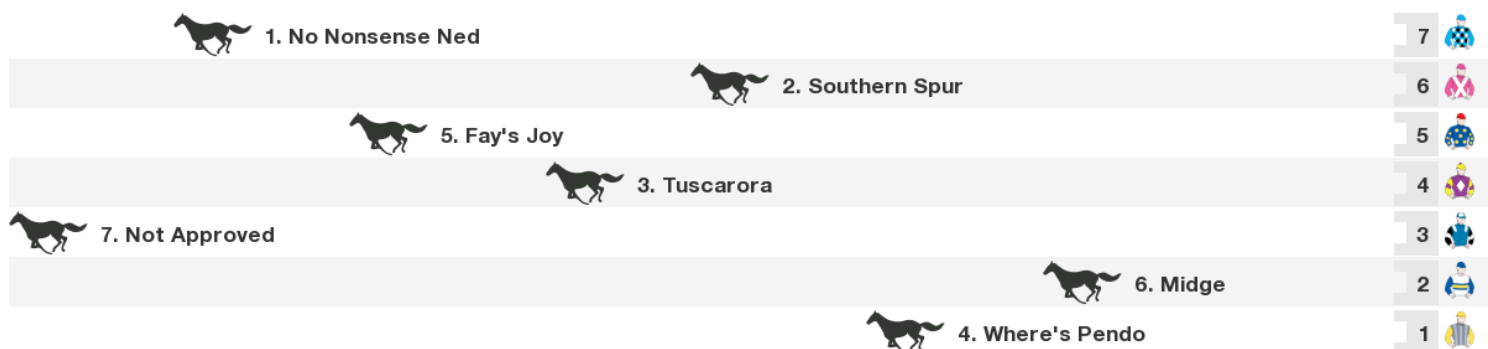 1. No Nonsense Ned 7
2. Southern Spur 6
5. Fay's Joy 5
3. Tuscarora 4
7. Not Approved 3
6. Midge 2
4. Where's Pendo 1